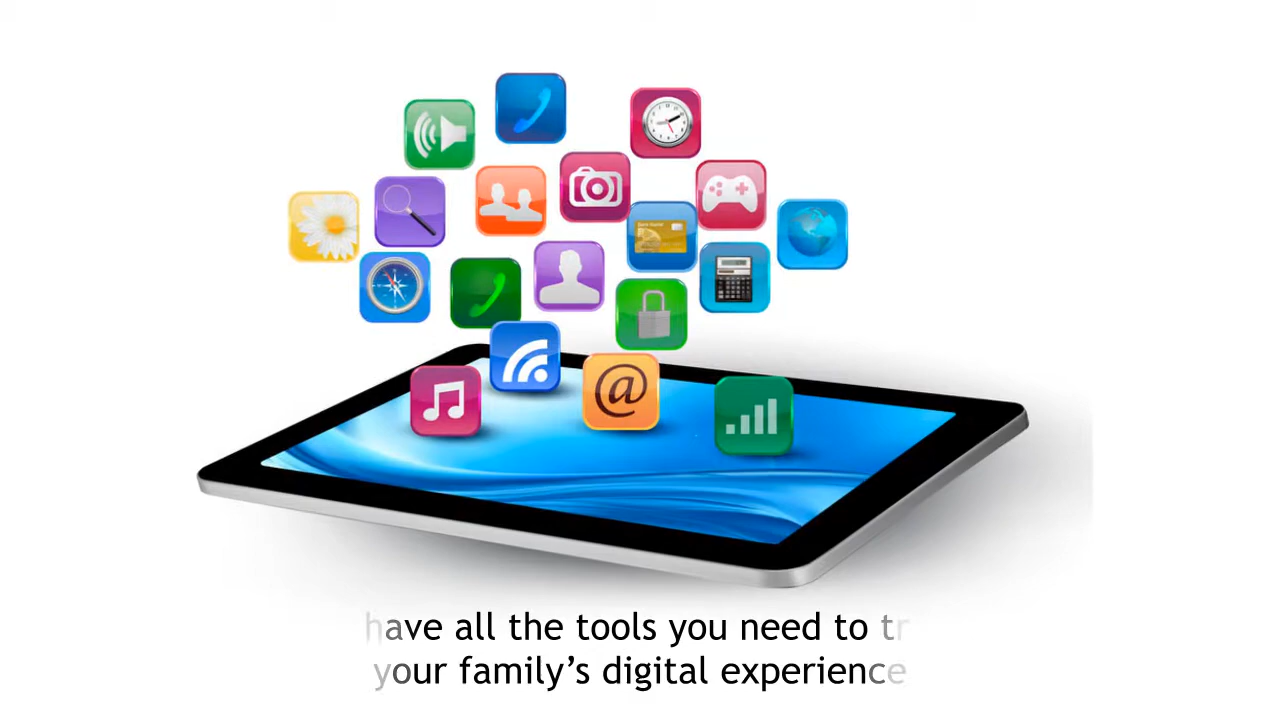 have all the tools you need to
your family’s digital experience
@